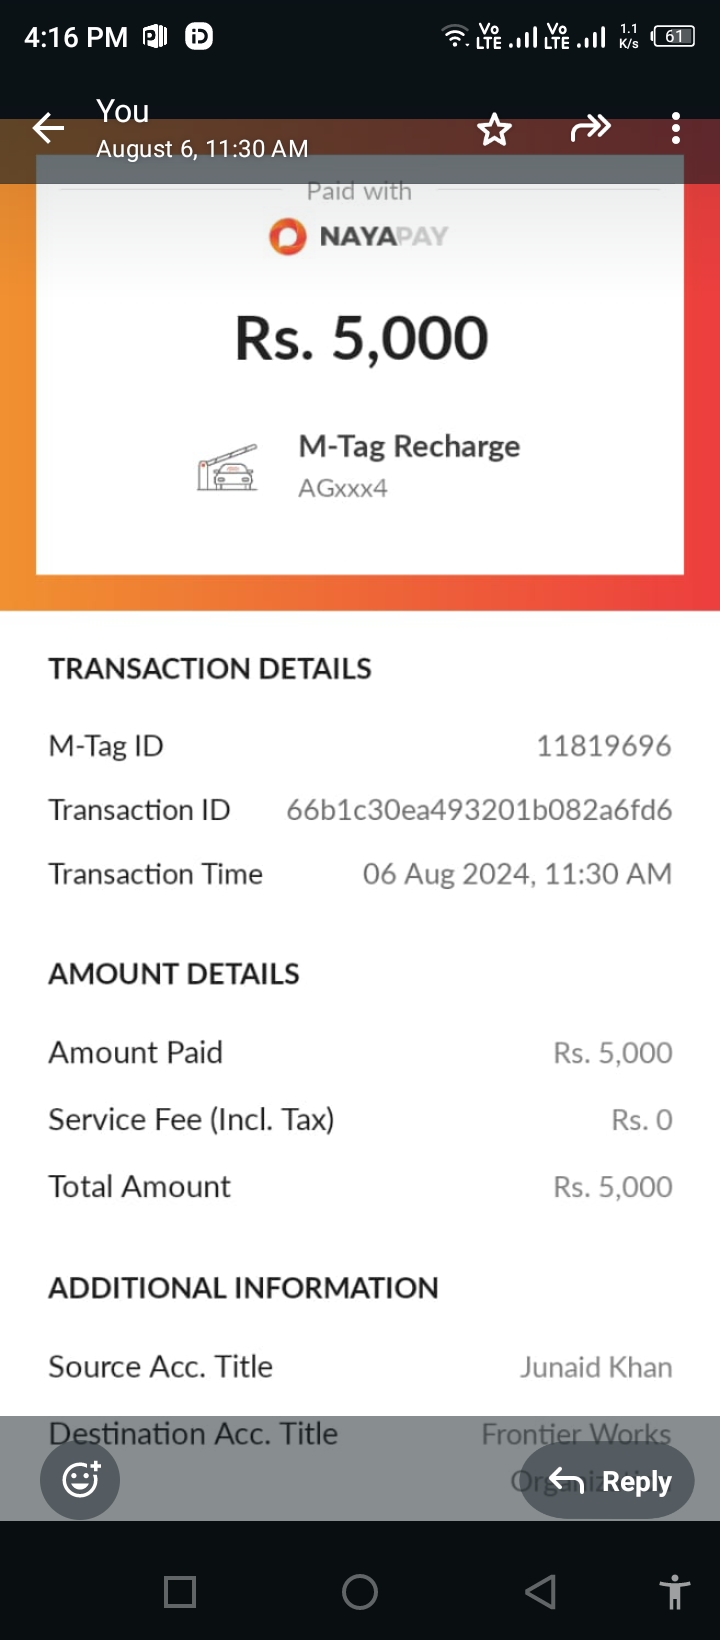 4:16 PM
Vo LTE Vo LTE 1.1 K/s 61
You
August 6, 11:30 AM
Paid with
NAYAPAY
Rs. 5,000
M-Tag Recharge
AGxxx4
TRANSACTION DETAILS
M-Tag ID 11819696
Transaction ID 66b1c30ea493201b082a6fd6
Transaction Time 06 Aug 2024, 11:30 AM
AMOUNT DETAILS
Amount Paid Rs. 5,000
Service Fee (Incl. Tax) Rs. 0
Total Amount Rs. 5,000
ADDITIONAL INFORMATION
Source Acc. Title Junaid Khan
Destination Acc. Title Frontier Works
Reply